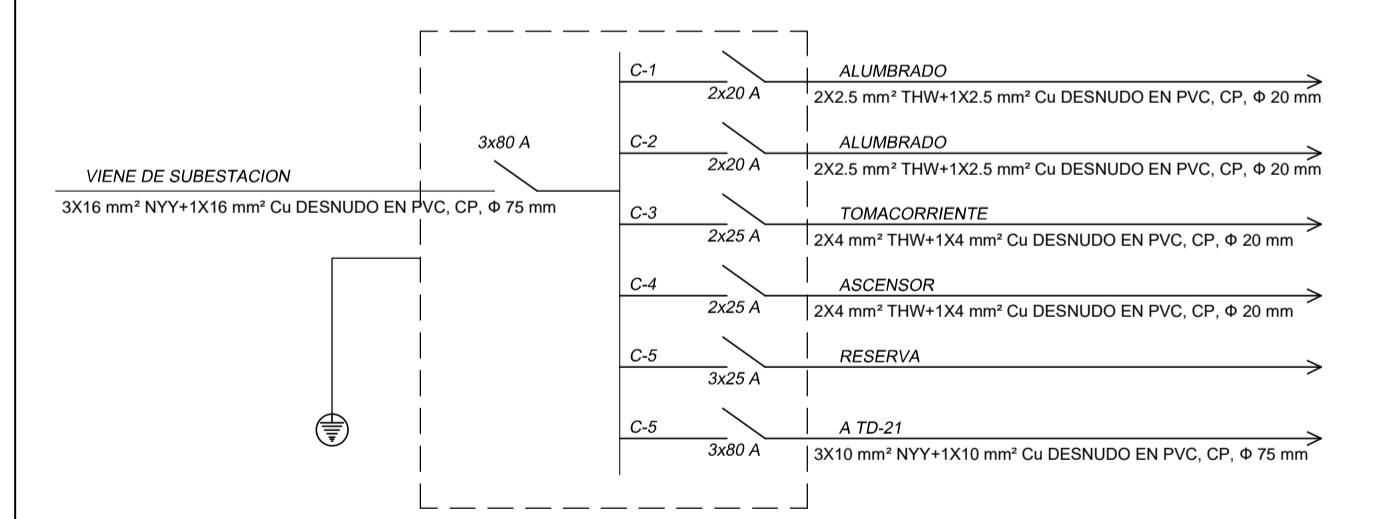 C-1
ALUMBRADO
2x20 A
2X2.5 mm² THW+1X2.5 mm² Cu DESNUDO EN PVC, CP, Φ 20 mm
3x80 A
C-2
ALUMBRADO
2x20 A
2X2.5 mm² THW+1X2.5 mm² Cu DESNUDO EN PVC, CP, Φ 20 mm
VIENE DE SUBESTACION
3X16 mm² NYY+1X16 mm² Cu DESNUDO EN PVC, CP, Φ 75 mm
C-3
TOMACORRIENTE
2x25 A
2X4 mm² THW+1X4 mm² Cu DESNUDO EN PVC, CP, Φ 20 mm
C-4
ASCENSOR
2x25 A
2X4 mm² THW+1X4 mm² Cu DESNUDO EN PVC, CP, Φ 20 mm
C-5
RESERVA
3x25 A
C-5
A TD-21
3x80 A
3X10 mm² NYY+1X10 mm² Cu DESNUDO EN PVC, CP, Φ 75 mm